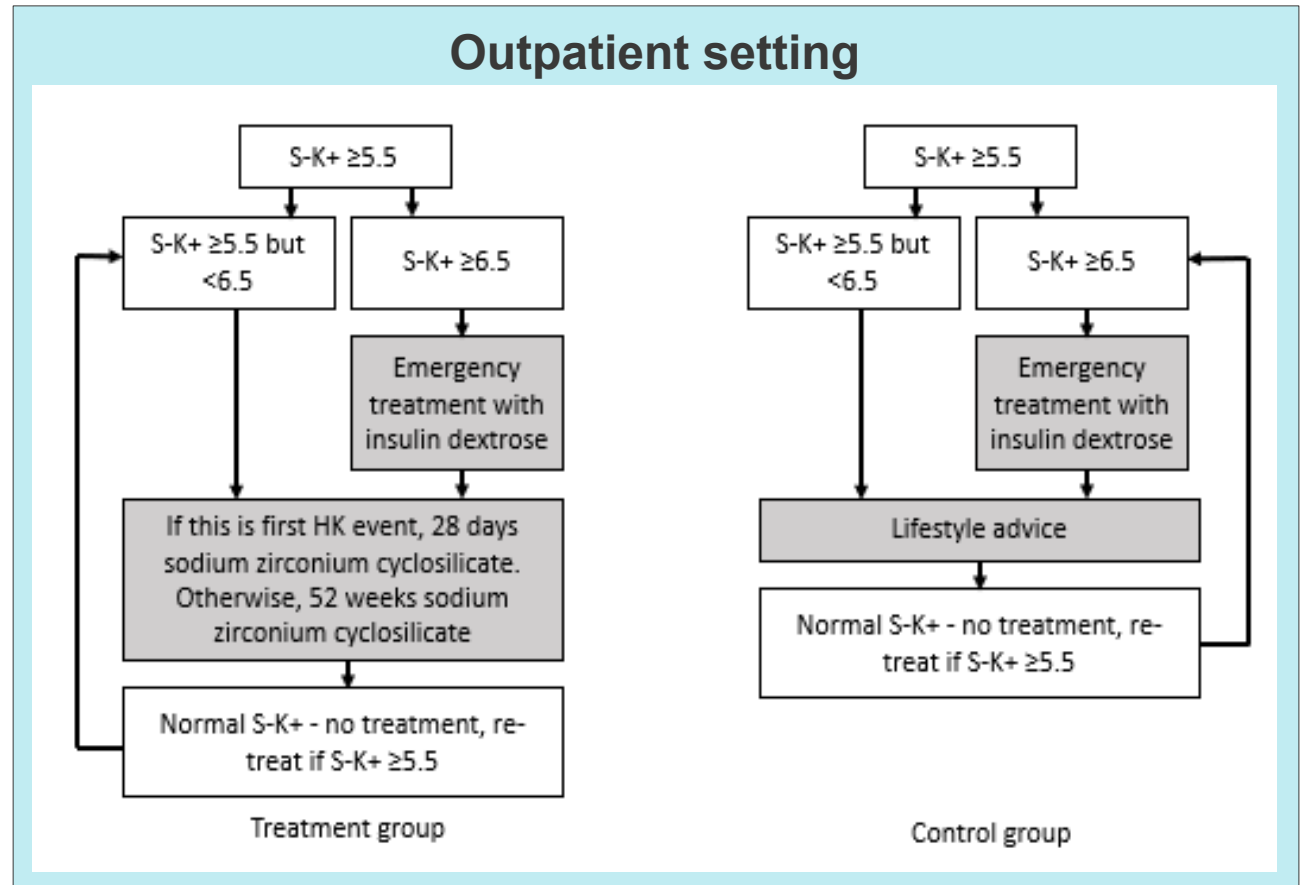 Outpatient setting
S-K+ ≥5.5
S-K+ ≥5.5 but
<6.5
S-K+ ≥6.5
Emergency
treatment with
insulin dextrose
If this is first HK event, 28 days
sodium zirconium cyclosilicate.
Otherwise, 52 weeks sodium
zirconium cyclosilicate
Normal S-K+ - no treatment, re-
treat if S-K+ ≥5.5
Treatment group
S-K+ ≥5.5
S-K+ ≥5.5 but
<6.5
S-K+ ≥6.5
Emergency
treatment with
insulin dextrose
Lifestyle advice
Normal S-K+ - no treatment, re-
treat if S-K+ ≥5.5
Control group